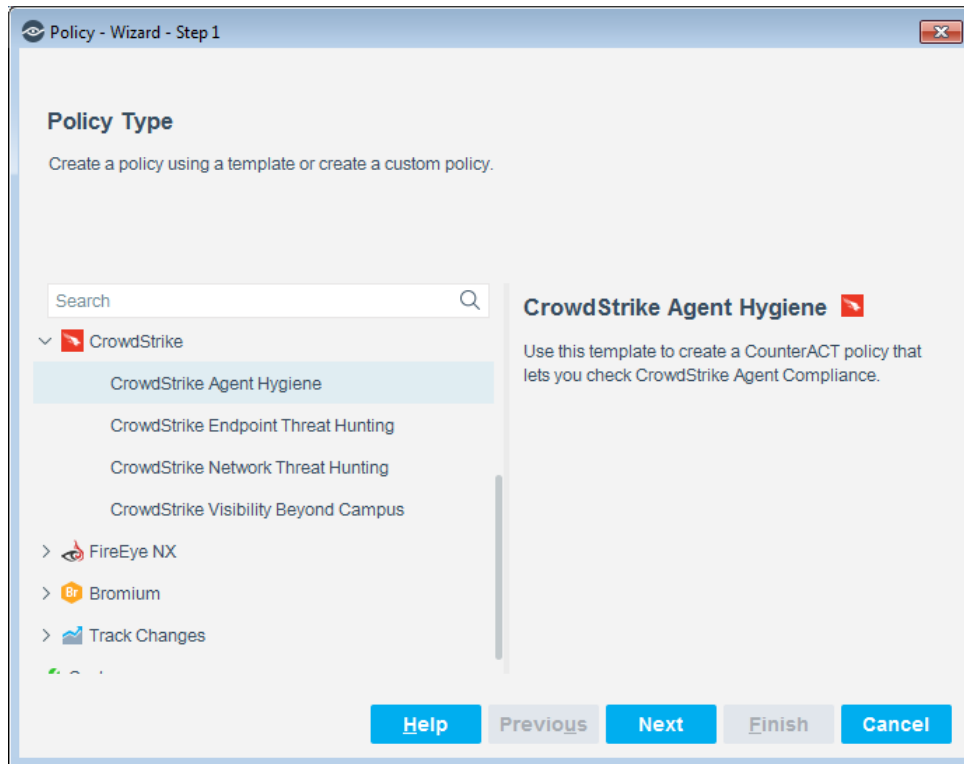 Policy - Wizard - Step 1
Policy Type
Create a policy using a template or create a custom policy.
Search
CrowdStrike
CrowdStrike Agent Hygiene
CrowdStrike Endpoint Threat Hunting
CrowdStrike Network Threat Hunting
CrowdStrike Visibility Beyond Campus
FireEye NX
Br Bromium
Track Changes
CrowdStrike Agent Hygiene
Use this template to create a CounterACT policy that
lets you check CrowdStrike Agent Compliance.
Help Previous Next Finish Cancel